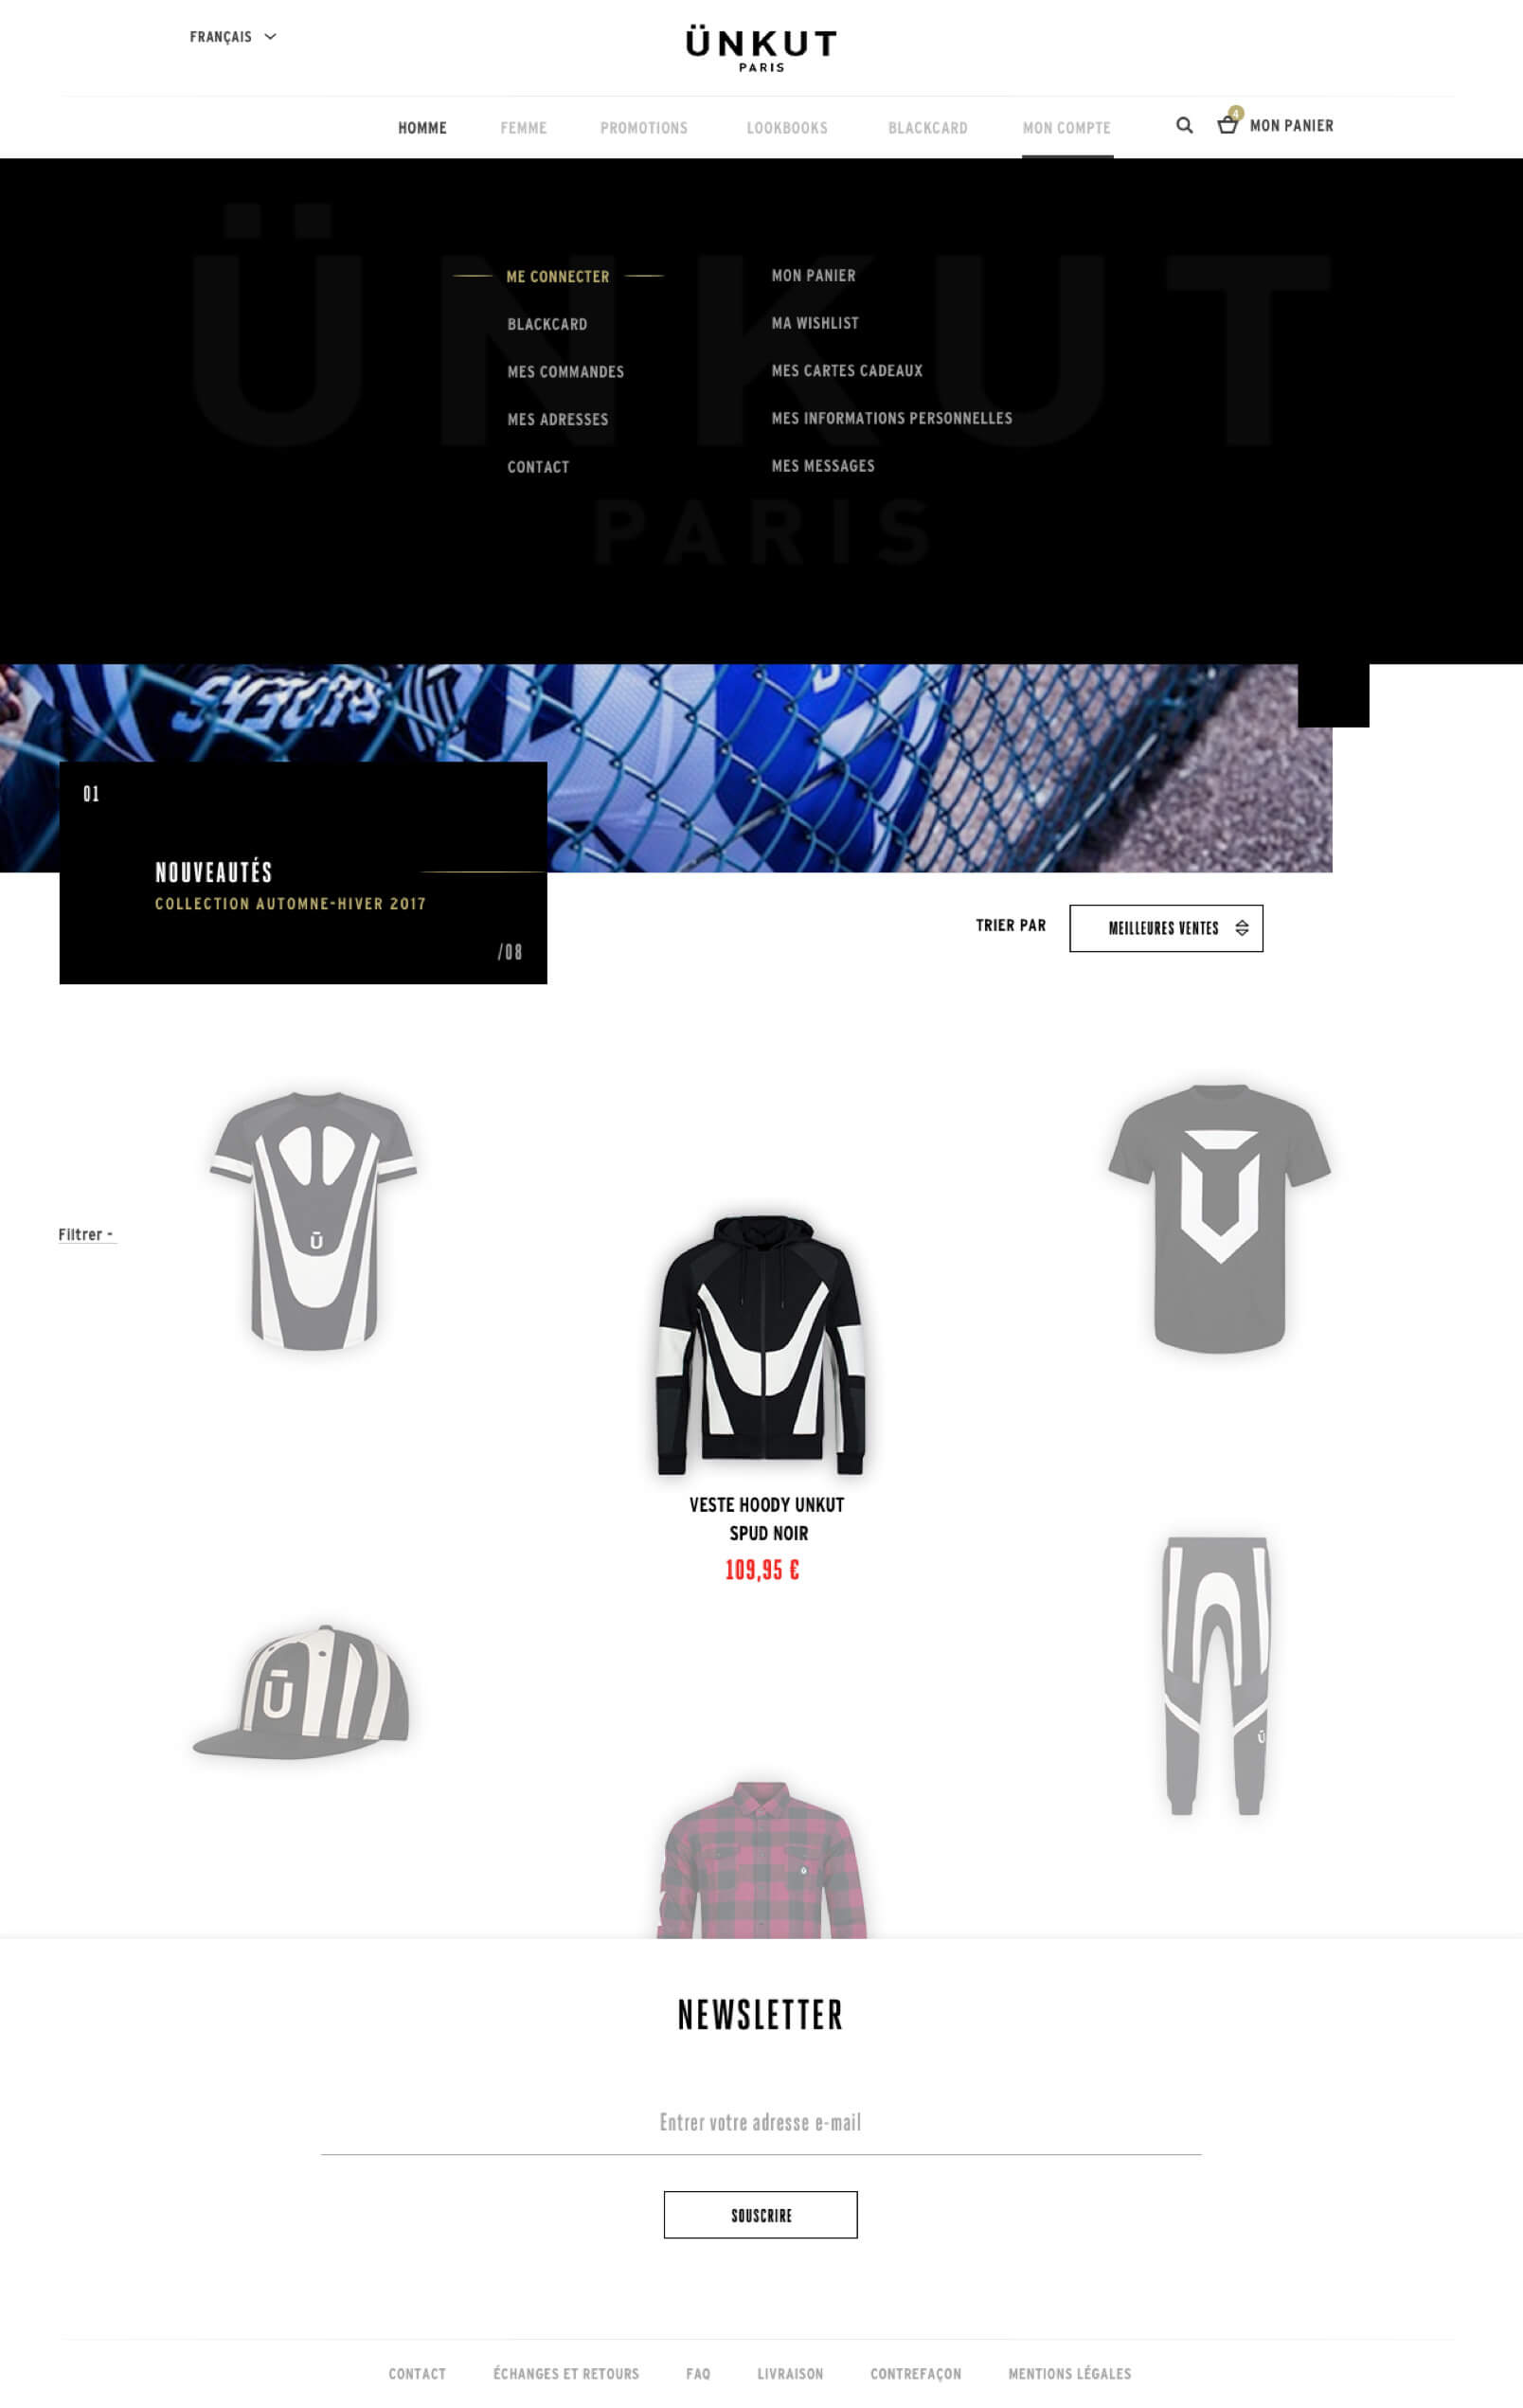 FRANÇAIS
ÜNKUT
PARIS
HOMME
FEMME
PROMOTIONS
LOOKBOOKS
BLACKCARD
MON COMPTE
4
MON PANIER
ÜNKUT
PARIS
ME CONNECTER
MON PANIER
BLACKCARD
MA WISHLIST
MES COMMANDES
MES CARTES CADEAUX
MES ADRESSES
MES INFORMATIONS PERSONNELLES
CONTACT
MES MESSAGES
01
NOUVEAUTÉS
COLLECTION AUTOMNE-HIVER 2017
/08
TRIER PAR
MEILLEURES VENTES
Filtrer -
Ū
Ū
VESTE HOODY UNKUT
SPUD NOIR
109,95 €
Ū
Ū
NEWSLETTER
Entrer votre adresse e-mail
SOUSCRIRE
CONTACT
ÉCHANGES ET RETOURS
FAQ
LIVRAISON
CONTREFAÇON
MENTIONS LÉGALES